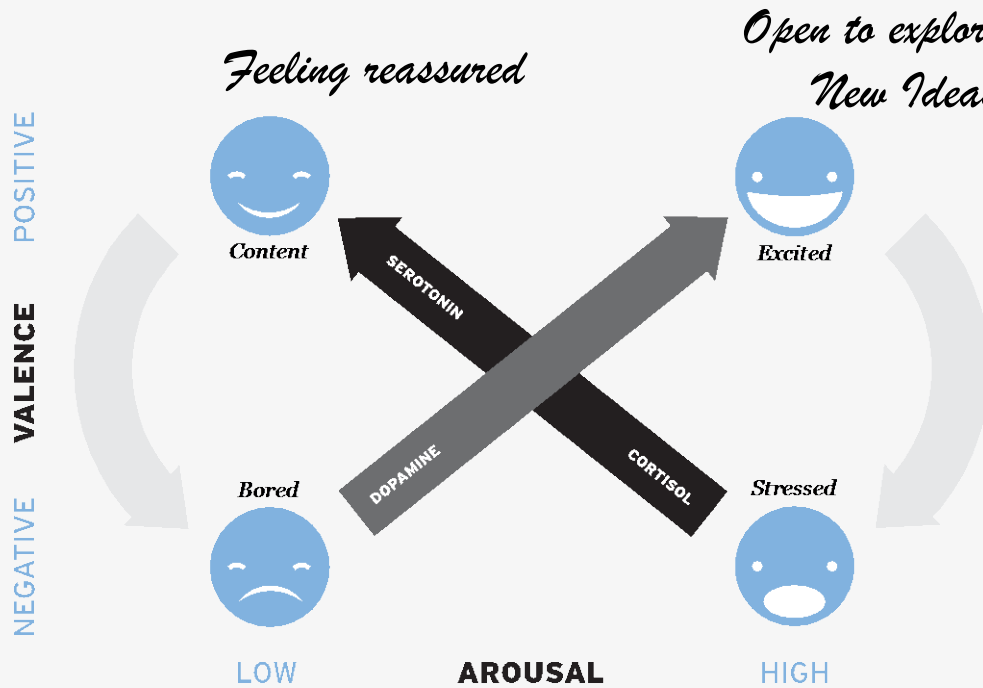 Open to explor
Feeling reassured
New Ideas
POSITIVE
Content
Excited
SEROTONIN
VALENCE
DOPAMINE
CORTISOL
Bored
Stressed
NEGATIVE
LOW
AROUSAL
HIGH